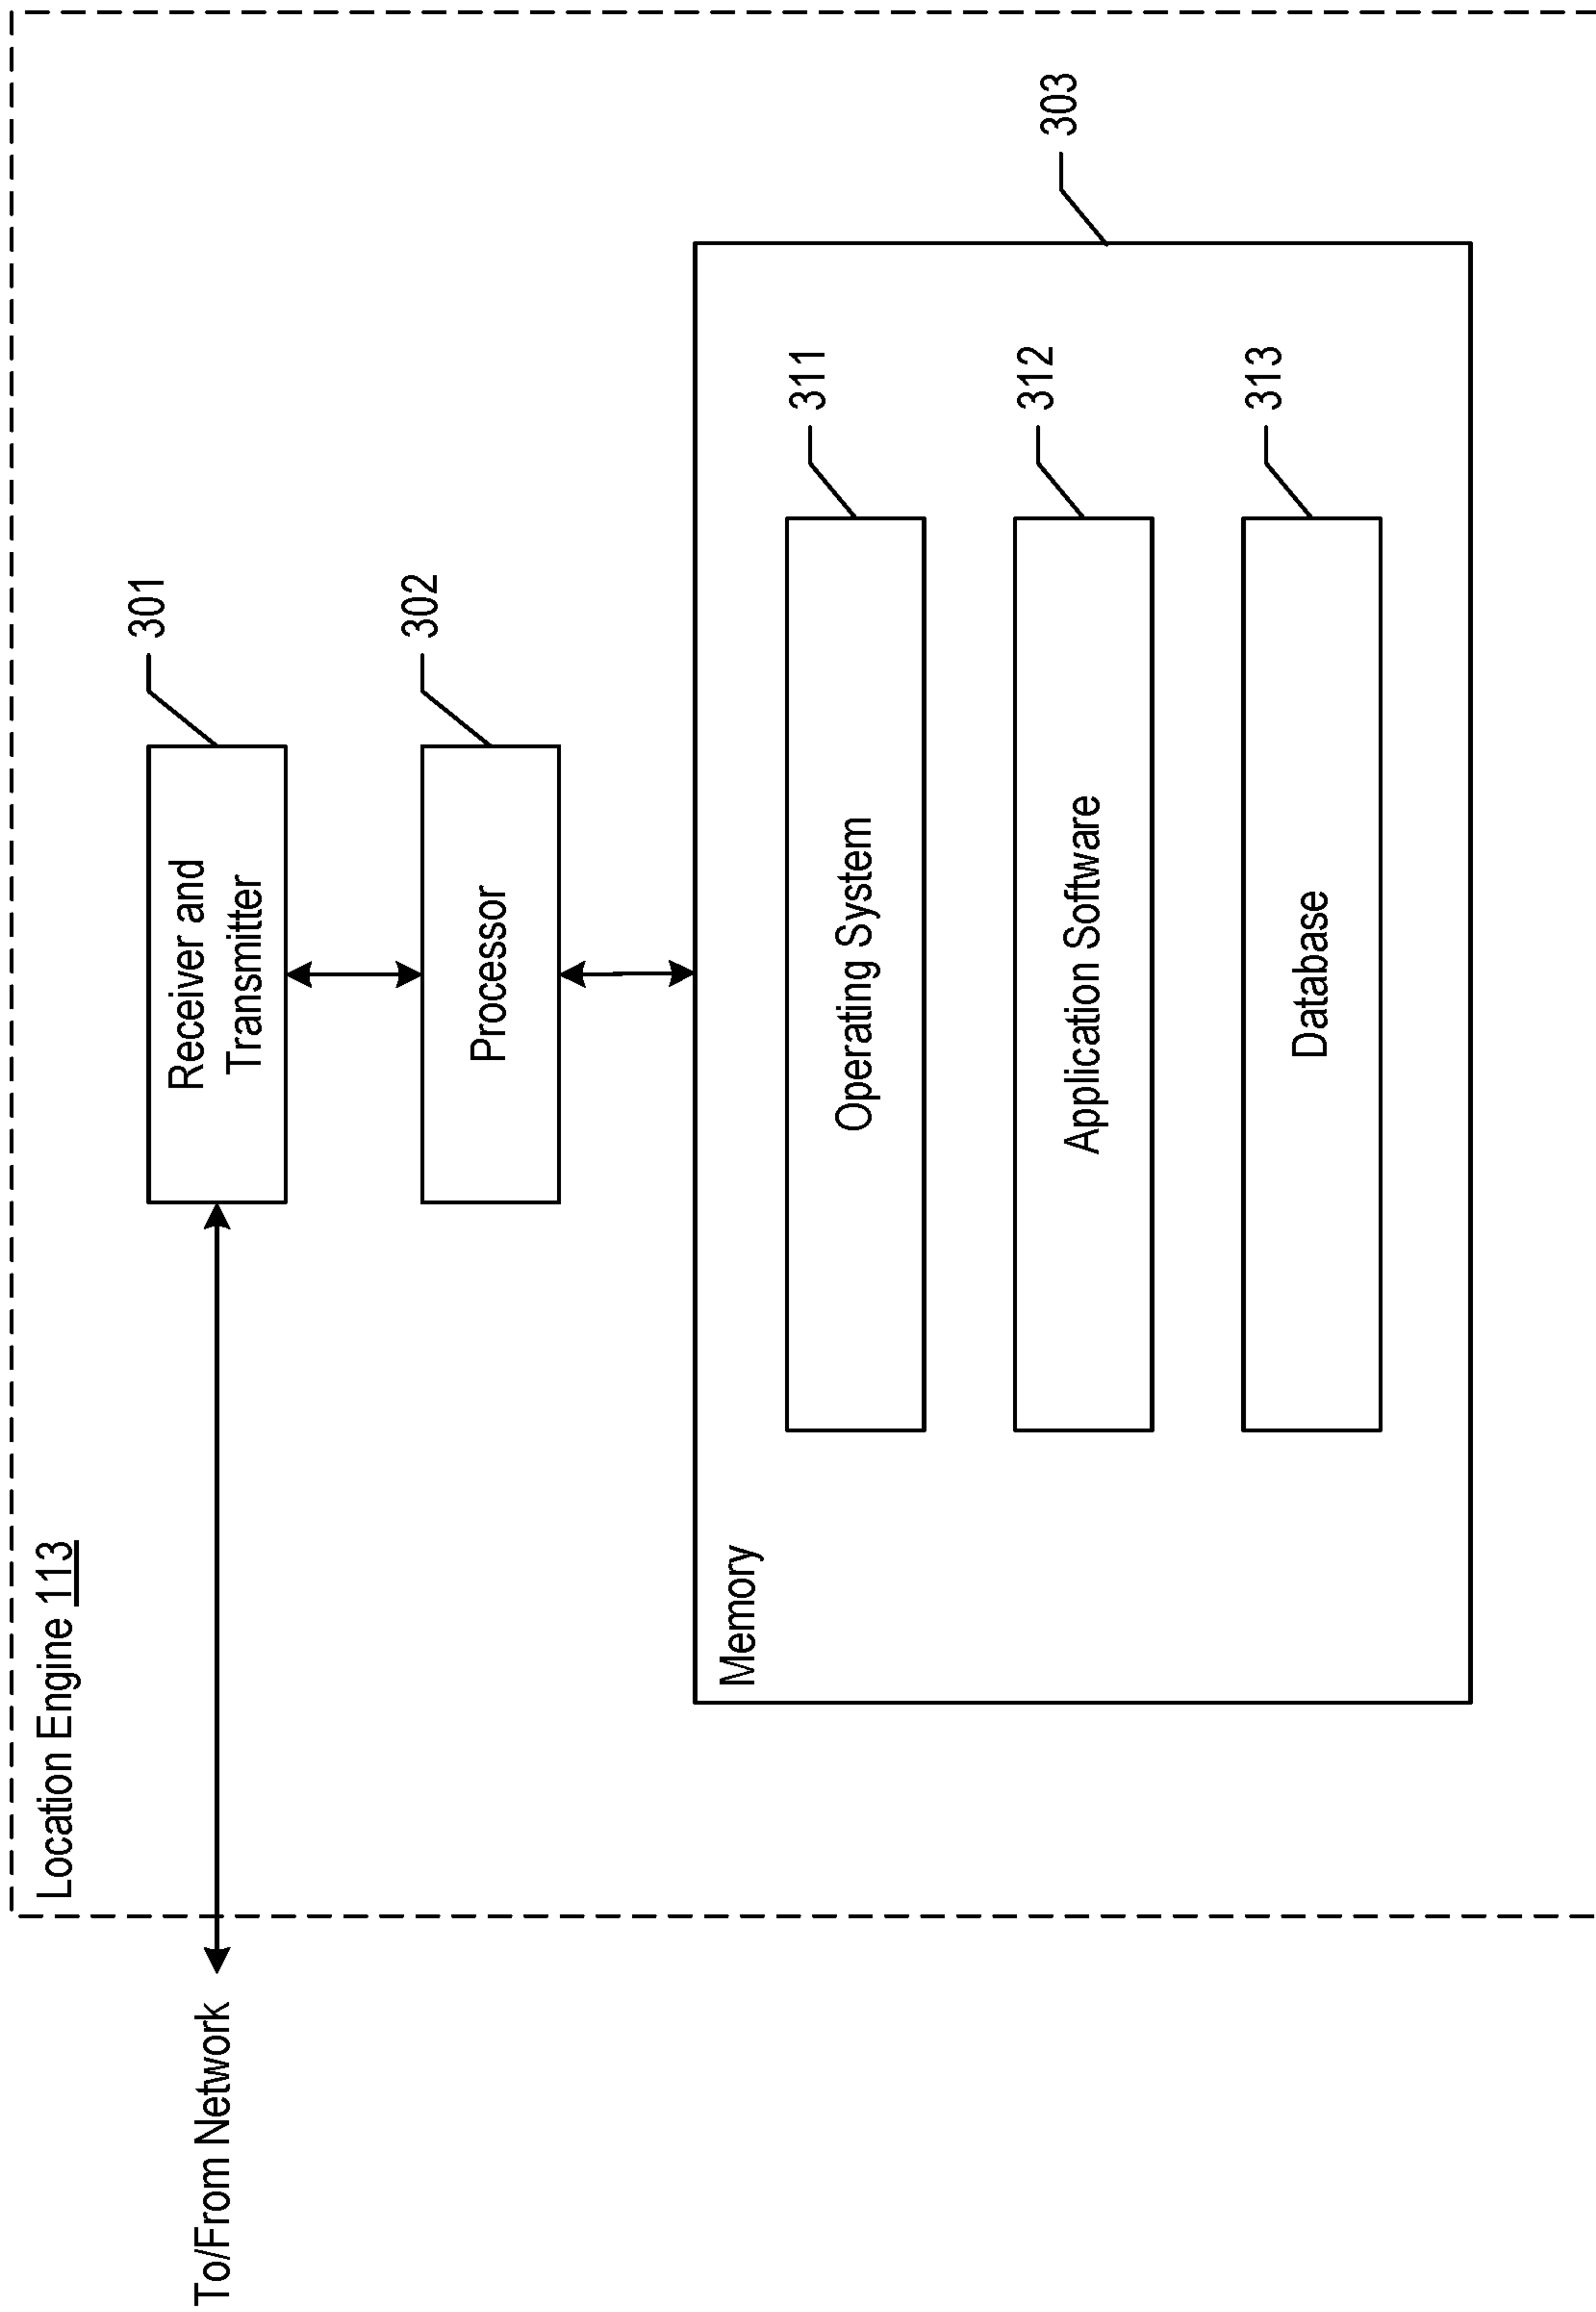 Location Engine 113
To/From Network
301
Receiver and
Transmitter
302
Processor
303
Memory
311
Operating System
312
Application Software
313
Database